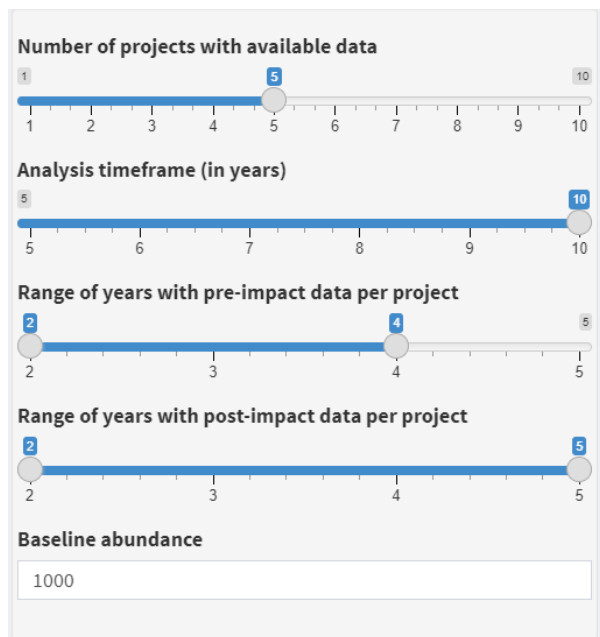 Number of projects with available data
1 5 10
1 2 3 4 5 6 7 8 9 10
Analysis timeframe (in years)
5 10
5 6 7 8 9 10
Range of years with pre-impact data per project
2 4 5
2 3 4 5
Range of years with post-impact data per project
2 5
2 3 4 5
Baseline abundance
1000